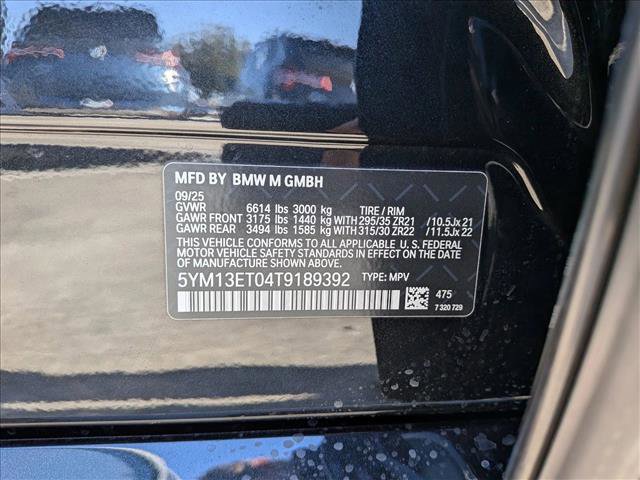 MFD BY BMW M GMBH
09/25
GVWR 6614 lbs 3000 kg TIRE / RIM
GAWR FRONT 3175 lbs 1440 kg WITH 295/35 ZR21 /10.5Jx 21
GAWR REAR 3494 lbs 1585 kg WITH 315/30 ZR22 /11.5Jx 22
THIS VEHICLE CONFORMS TO ALL APPLICABLE U. S. FEDERAL
MOTOR VEHICLE SAFETY STANDARDS IN EFFECT ON THE DATE
OF MANUFACTURE SHOWN ABOVE.
5YM13ET04T9189392 TYPE: MPV
475
7 320 729